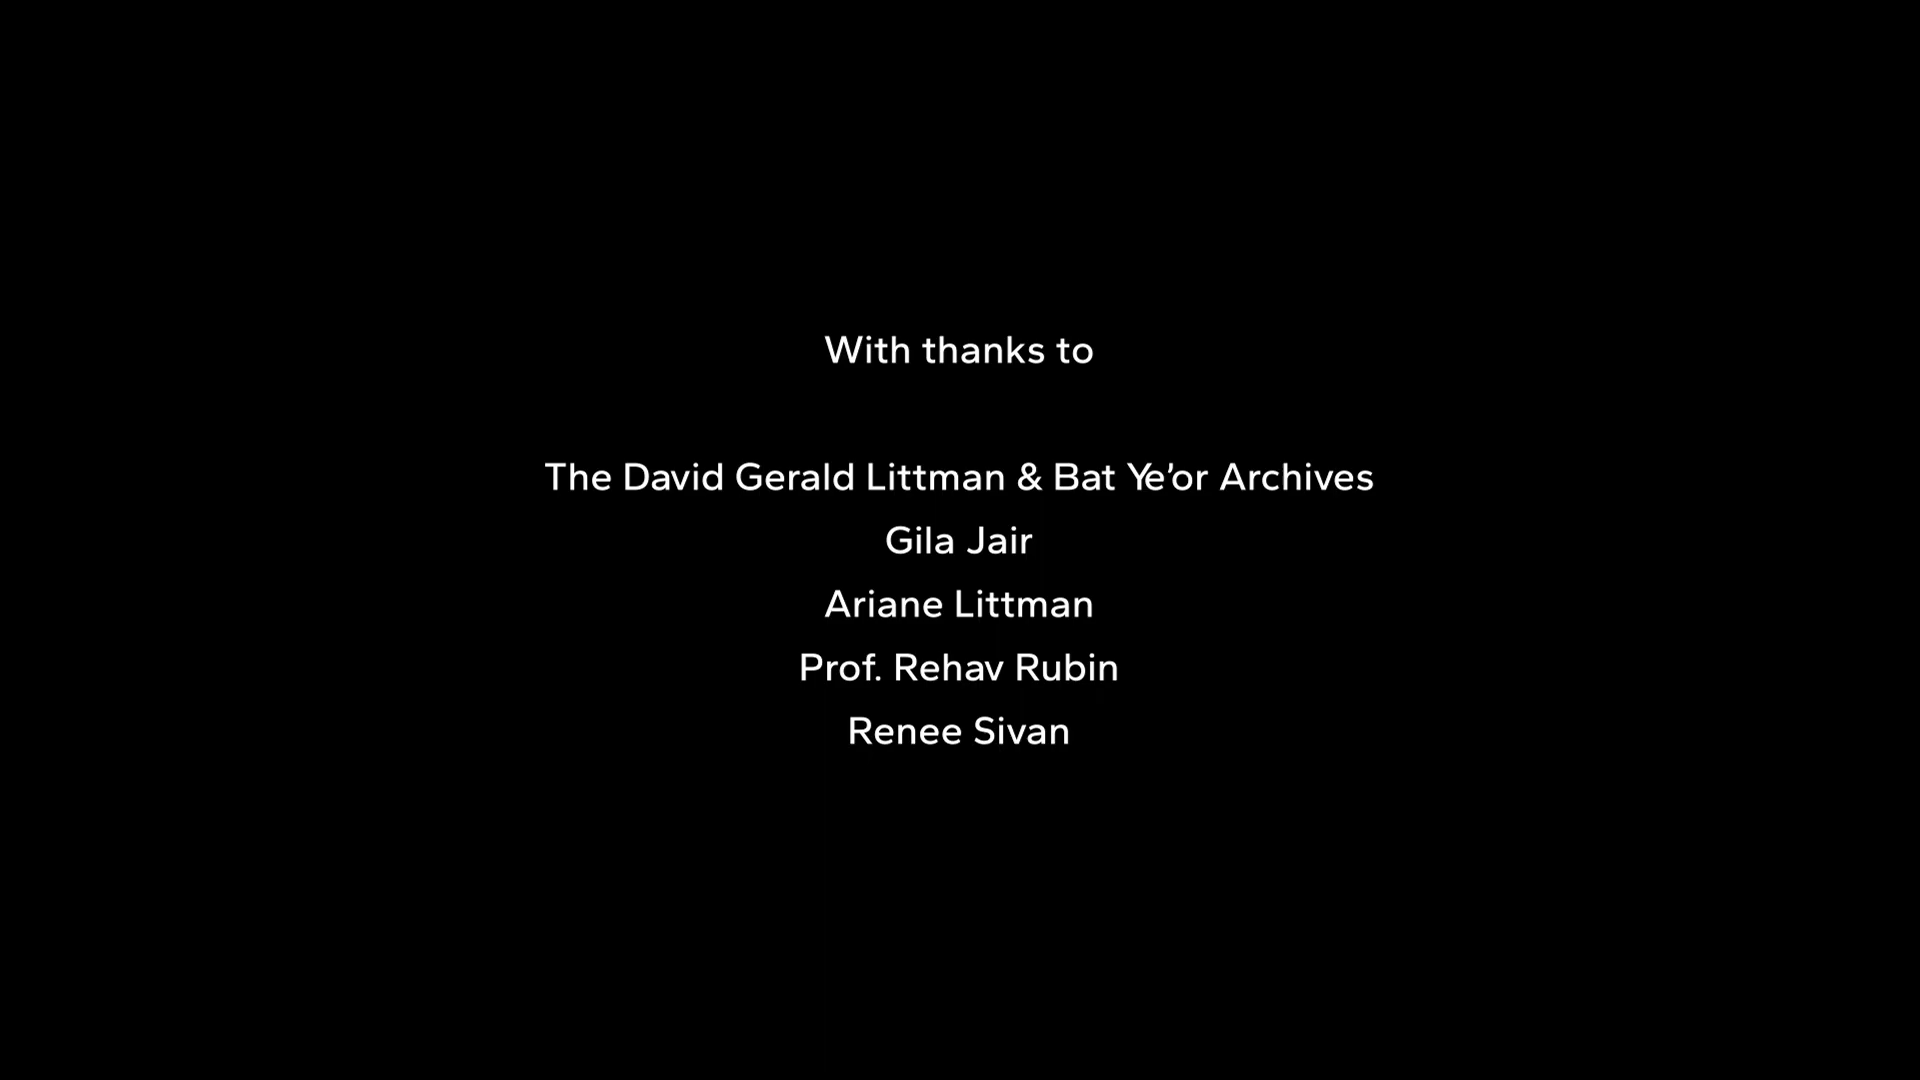 With thanks to
The David Gerald Littman & Bat Ye’or Archives
Gila Jair
Ariane Littman
Prof. Rehav Rubin
Renee Sivan